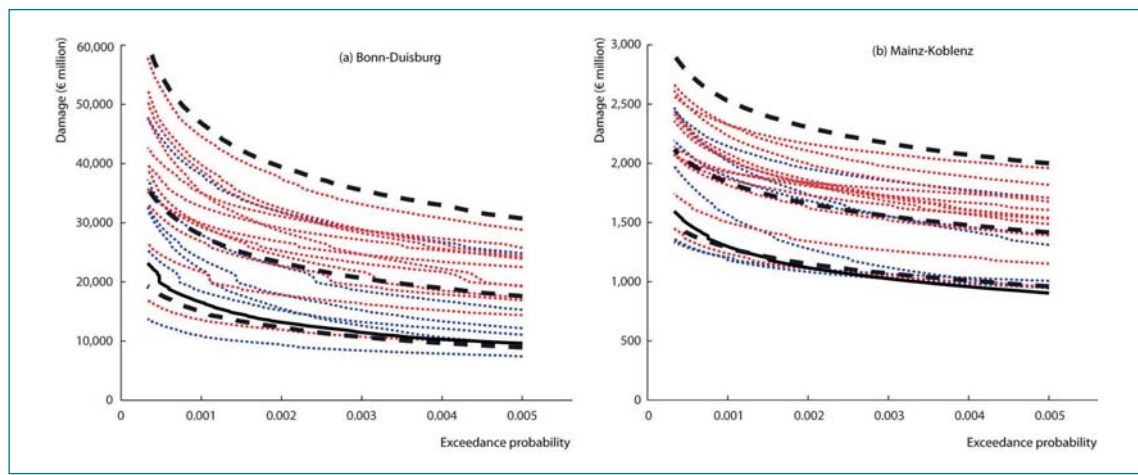 (a) Bonn-Duisburg
Damage (€ million)
60,000
50,000
40,000
30,000
20,000
10,000
0
0 0.001 0.002 0.003 0.004 0.005
Exceedance probability
(b) Mainz-Koblenz
Damage (€ million)
3,000
2,500
2,000
1,500
1,000
500
0
0 0.001 0.002 0.003 0.004 0.005
Exceedance probability